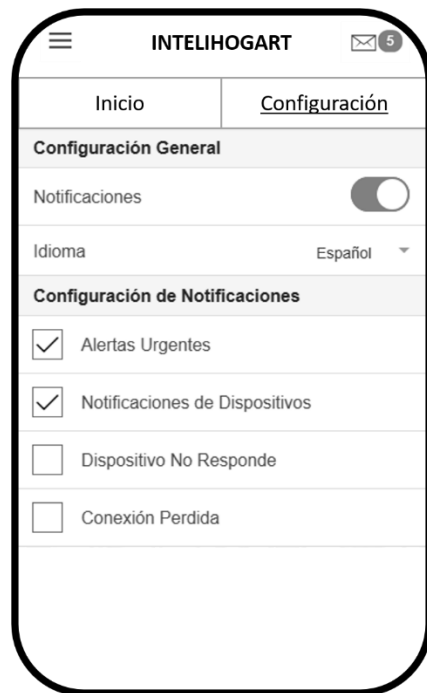 INTELIHOGART 5
Inicio Configuración
Configuración General
Notificaciones
Idioma Español
Configuración de Notificaciones
Alertas Urgentes
Notificaciones de Dispositivos
Dispositivo No Responde
Conexión Perdida